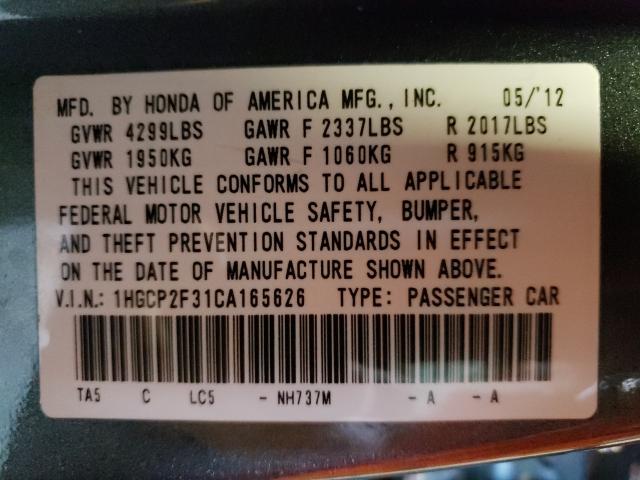 MFD. BY HONDA OF AMERICA MFG., INC. 05/'12
GVWR 4299LBS GAWR F 2337LBS R 2017LBS
GVWR 1950KG GAWR F 1060KG R 915KG
THIS VEHICLE CONFORMS TO ALL APPLICABLE
FEDERAL MOTOR VEHICLE SAFETY, BUMPER,
AND THEFT PREVENTION STANDARDS IN EFFECT
ON THE DATE OF MANUFACTURE SHOWN ABOVE.
V.I.N.: 1HGCP2F31CA165626 TYPE: PASSENGER CAR
TA5 C LC5 - NH737M - A - A